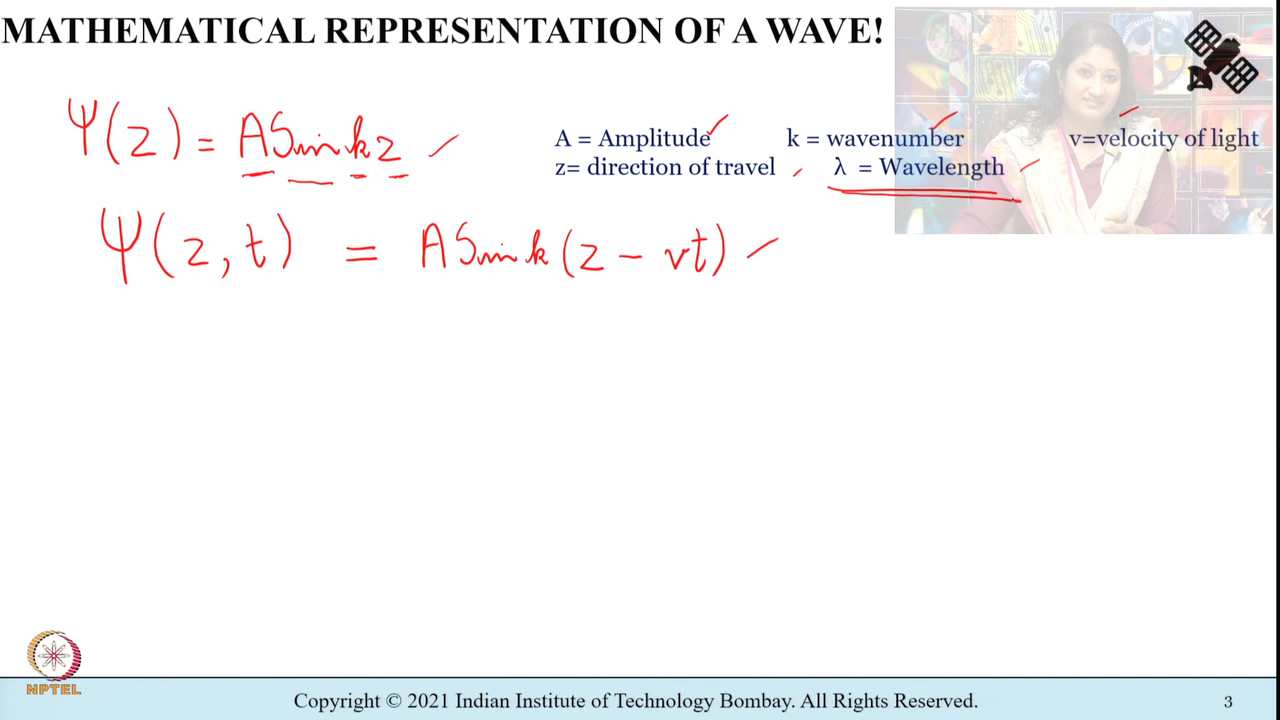 MATHEMATICAL REPRESENTATION OF A WAVE!
Ψ(z) = A Sin k z
A = Amplitude k = wavenumber v=velocity of light
z= direction of travel λ = Wavelength
Ψ(z, t) = A Sin k (z - vt)
NPTEL
Copyright © 2021 Indian Institute of Technology Bombay. All Rights Reserved. 3